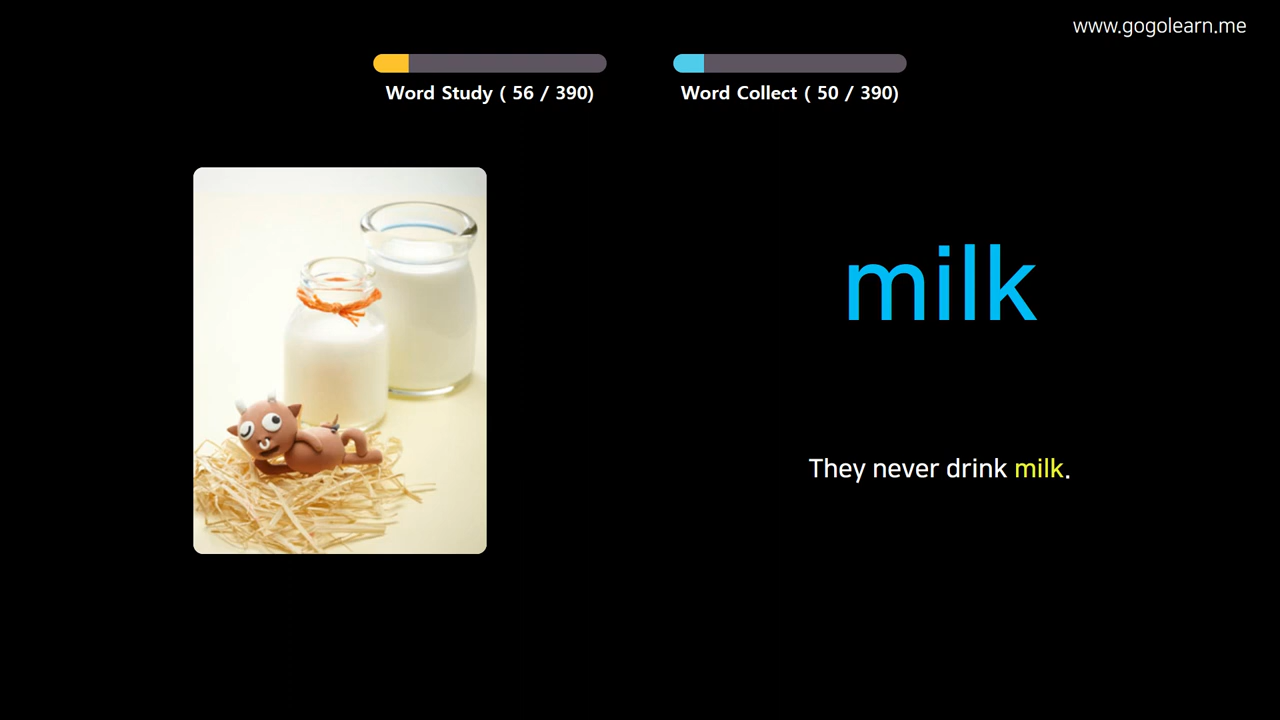 www.gogolearn.me
Word Study ( 56 / 390)
Word Collect ( 50 / 390)
milk
They never drink milk.